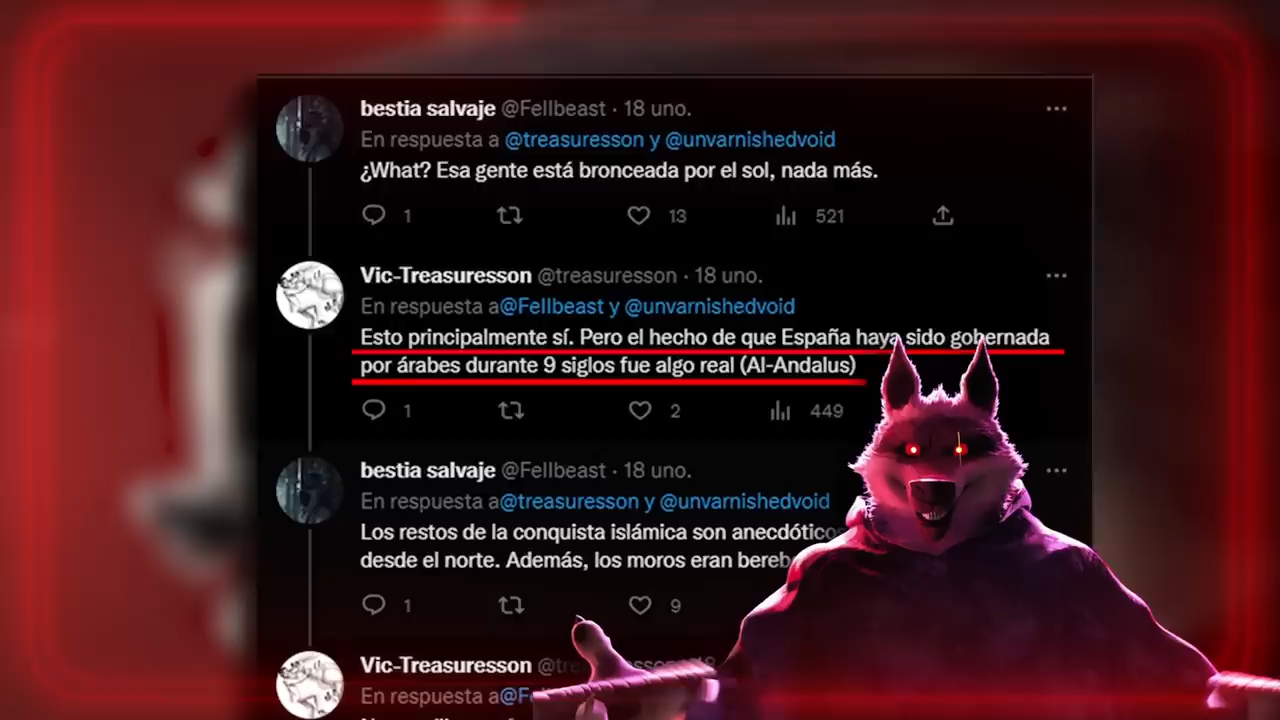 bestia salvaje @Fellbeast · 18 uno.
En respuesta a @treasuresson y @unvarnishedvoid
¿What? Esa gente está bronceada por el sol, nada más.
1 13 521
Vic-Treasuresson @treasuresson · 18 uno.
En respuesta a@Fellbeast y @unvarnishedvoid
Esto principalmente sí. Pero el hecho de que España haya sido gobernada
por árabes durante 9 siglos fue algo real (Al-Andalus)
1 2 449
bestia salvaje @Fellbeast · 18 uno.
En respuesta a@treasuresson y @unvarnishedvoid
Los restos de la conquista islámica son
desde el norte. Además, los moros eran
1 9
Vic-Treasuresson
En respuesta